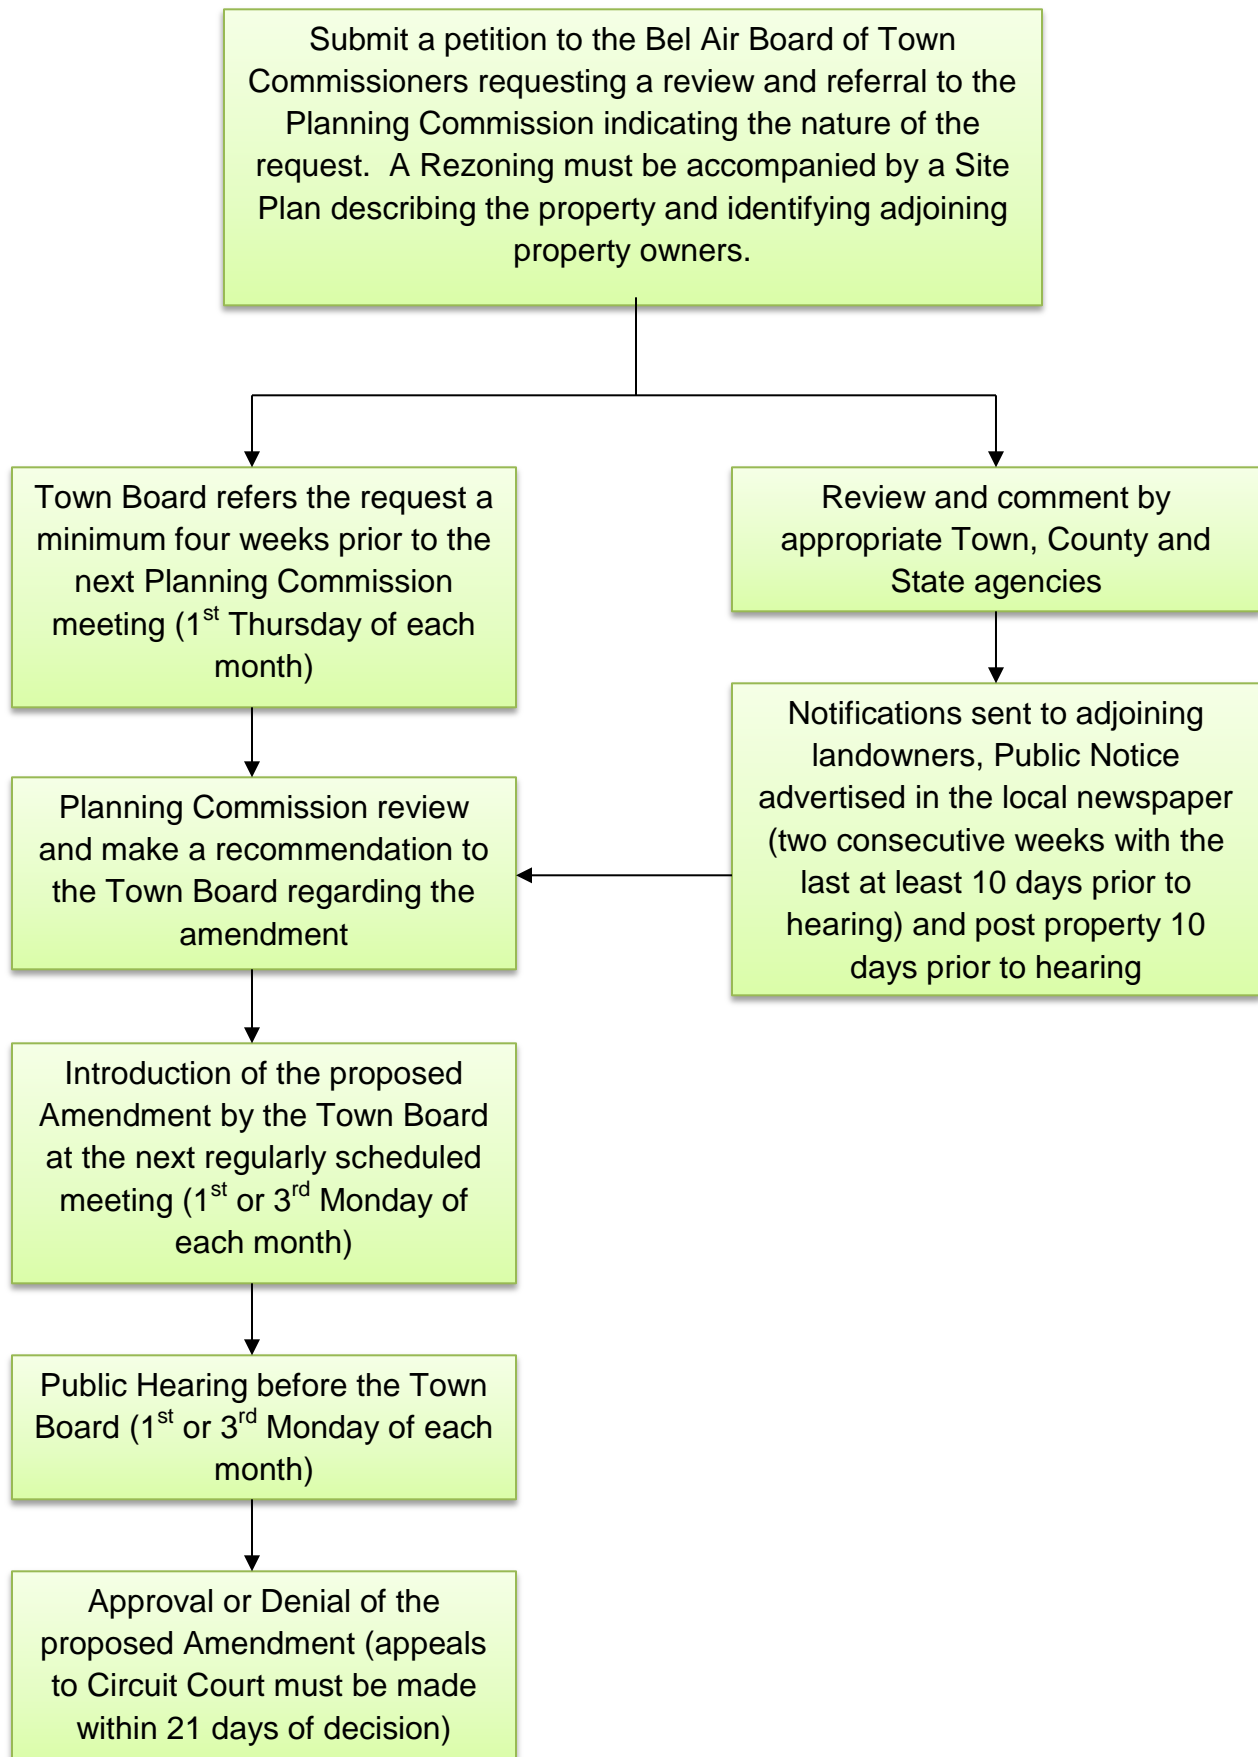 Submit a petition to the Bel Air Board of Town
Commissioners requesting a review and referral to the
Planning Commission indicating the nature of the
request.  A Rezoning must be accompanied by a Site
Plan describing the property and identifying adjoining
property owners.
Town Board refers the request a
minimum four weeks prior to the
next Planning Commission
meeting (1st Thursday of each
month)
Review and comment by
appropriate Town, County and
State agencies
Notifications sent to adjoining
landowners, Public Notice
advertised in the local newspaper
(two consecutive weeks with the
last at least 10 days prior to
hearing) and post property 10
days prior to hearing
Planning Commission review
and make a recommendation to
the Town Board regarding the
amendment
Introduction of the proposed
Amendment by the Town Board
at the next regularly scheduled
meeting (1st or 3rd Monday of
each month)
Public Hearing before the Town
Board (1st or 3rd Monday of each
month)
Approval or Denial of the
proposed Amendment (appeals
to Circuit Court must be made
within 21 days of decision)